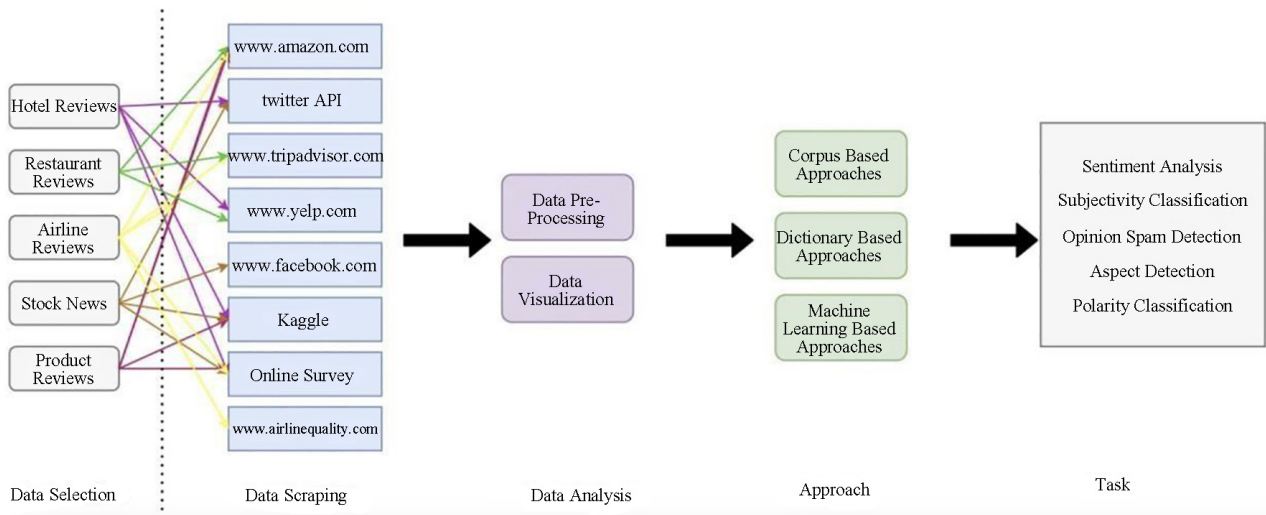 Hotel Reviews
Restaurant
Reviews
Airline
Reviews
Stock News
Product
Reviews
Data Selection
www.amazon.com
twitter API
www.tripadvisor.com
www.yelp.com
www.facebook.com
Kaggle
Online Survey
www.airlinequality.com
Data Scraping
Data Pre-
Processing
Data
Visualization
Data Analysis
Corpus Based
Approaches
Dictionary Based
Approaches
Machine
Learning Based
Approaches
Approach
Sentiment Analysis
Subjectivity Classification
Opinion Spam Detection
Aspect Detection
Polarity Classification
Task